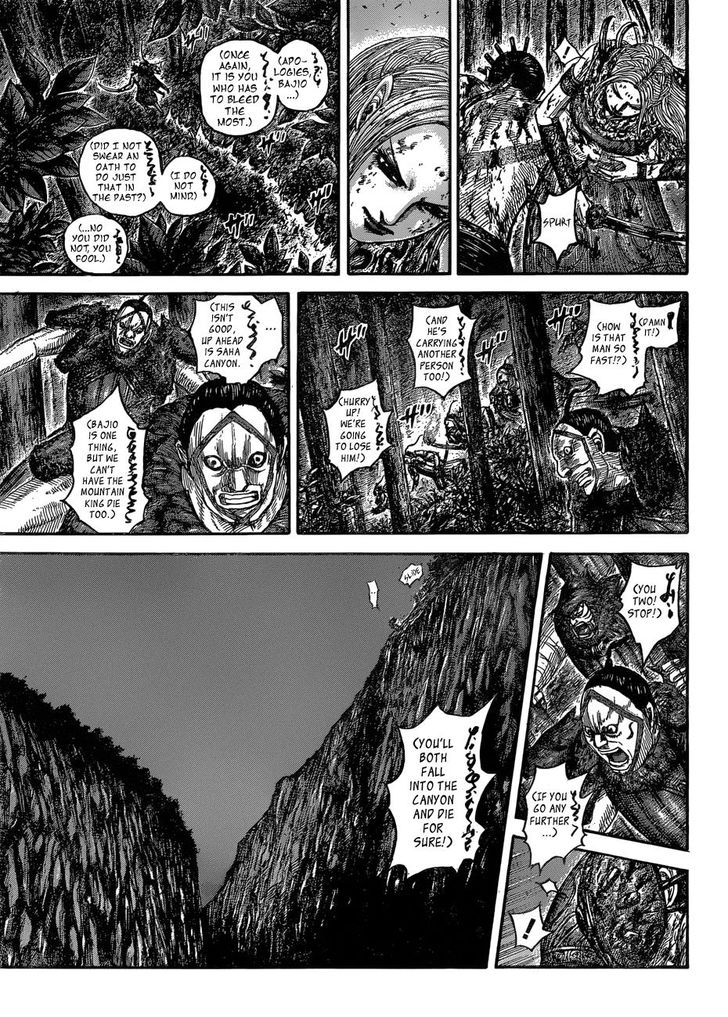 !
SPURT
(APO-
LOGIES,
BAJIO
...)
(ONCE
AGAIN,
IT IS YOU
WHO HAS
TO BLEED
THE
MOST.)
(I DO
NOT
MIND.)
(DID I NOT
SWEAR AN
OATH TO
DO JUST
THAT IN
THE PAST?)
(...NO
YOU DID
NOT, YOU
FOOL.)
(DAMN
IT!)
(HOW IS
THAT
MAN SO
FAST!?)
(AND
HE'S
CARRYING
ANOTHER
PERSON
TOO!)
(HURRY
UP!
WE'RE
GOING
TO LOSE
HIM!)
...
(THIS
ISN'T
GOOD,
UP AHEAD
IS SAHA
CANYON.
(BAJIO
IS ONE
THING,
BUT WE
CAN'T
HAVE THE
MOUNTAIN
KING DIE
TOO.)
(YOU
TWO!
STOP!)
(IF YOU
GO ANY
FURTHER
...)
!
(YOU'LL
BOTH
FALL
INTO THE
CANYON
AND DIE
FOR
SURE!)
SLIDE
...